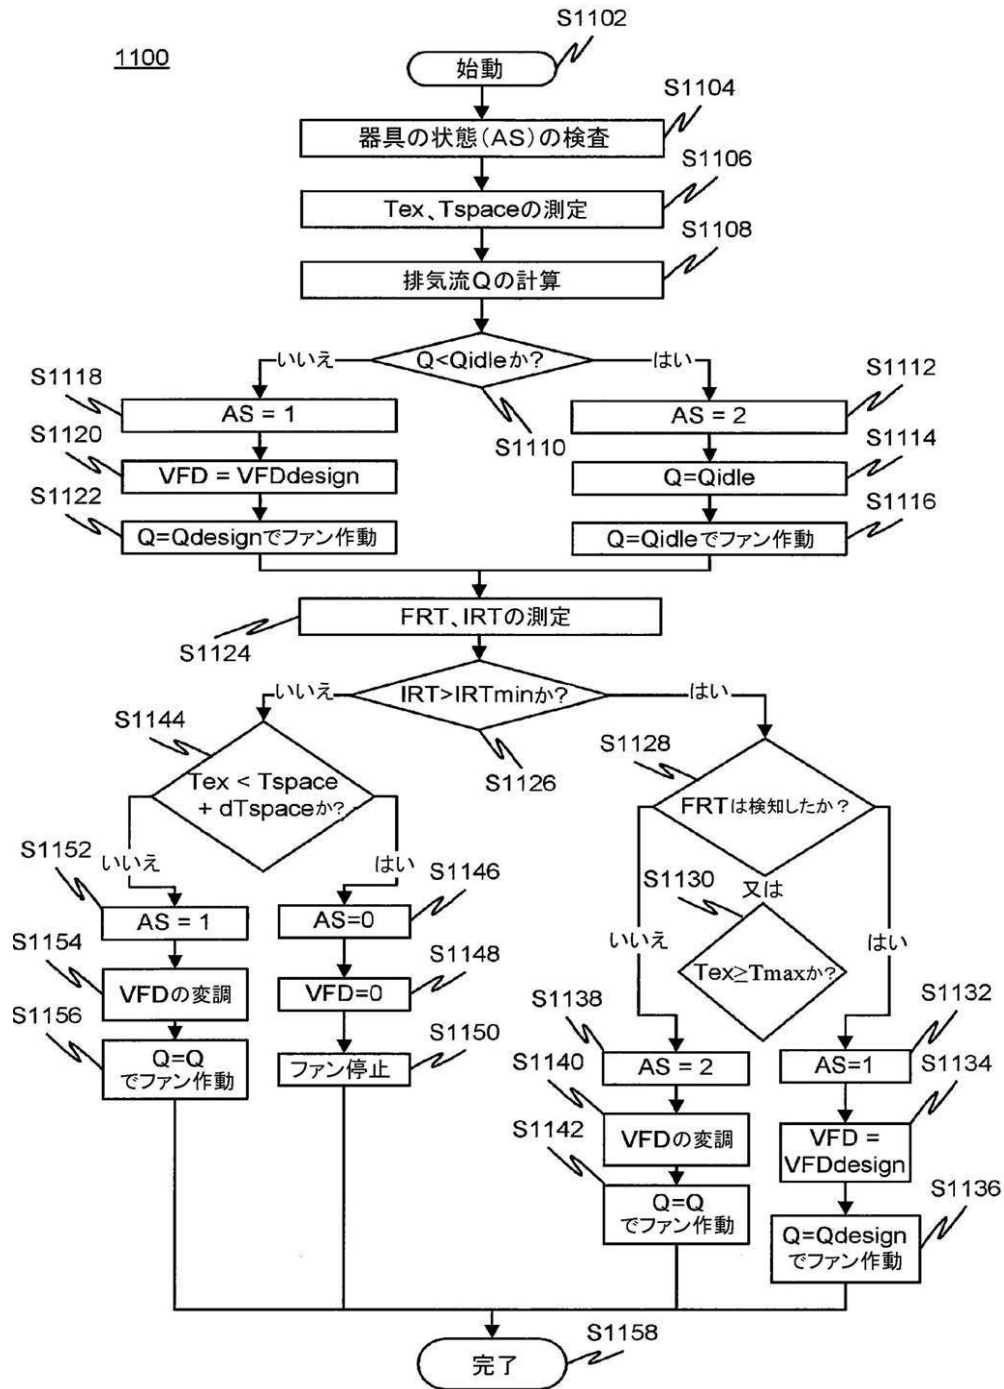 1100
S1102
始動
S1104
器具の状態(AS)の検査
S1106
Tex、Tspaceの測定
S1108
排気流Qの計算
いいえ
Q<Qidleか?
はい
S1110
S1118
AS = 1
S1112
AS = 2
S1120
VFD = VFDdesign
S1114
Q=Qidle
S1122
Q=Qdesignでファン作動
S1116
Q=Qidleでファン作動
FRT、IRTの測定
S1124
いいえ
IRT>IRTminか?
はい
S1126
S1144
Tex < Tspace
+ dTspaceか?
S1128
FRTは検知したか?
いいえ
はい
S1130
又は
Tex≥Tmaxか?
いいえ
はい
S1152
AS = 1
S1146
AS=0
S1154
VFDの変調
S1148
VFD=0
S1156
Q=Q
でファン作動
S1150
ファン停止
S1138
AS = 2
S1132
AS=1
S1140
VFDの変調
S1134
VFD =
VFDdesign
S1142
Q=Q
でファン作動
S1136
Q=Qdesign
でファン作動
S1158
完了